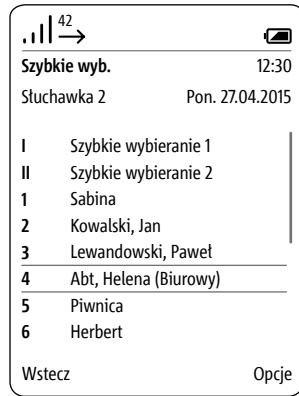 42
Szybkie wyb. 12:30
Słuchawka 2 Pon. 27.04.2015
I Szybkie wybieranie 1
II Szybkie wybieranie 2
1 Sabina
2 Kowalski, Jan
3 Lewandowski, Paweł
4 Abt, Helena (Biurowy)
5 Piwnica
6 Herbert
Wstecz Opcje